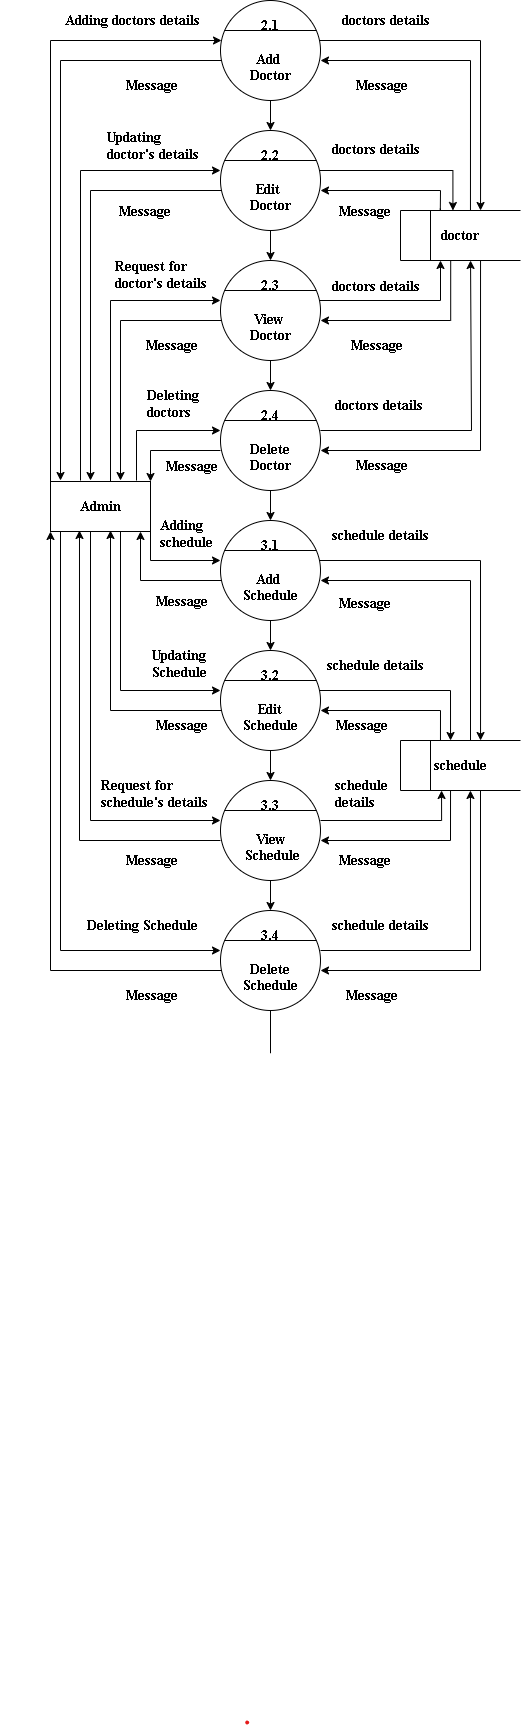 Adding doctors details
2.1
doctors details
Add
Doctor
Message
Message
Updating
doctor's details
2.2
doctors details
Edit
Doctor
Message
Message
doctor
Request for
doctor's details
2.3
doctors details
View
Doctor
Message
Message
Deleting
doctors
2.4
doctors details
Delete
Doctor
Message
Message
Admin
Adding
schedule
3.1
schedule details
Add
Schedule
Message
Message
Updating
Schedule
3.2
schedule details
Edit
Schedule
Message
Message
schedule
Request for
schedule's details
3.3
schedule
details
View
Schedule
Message
Message
Deleting Schedule
3.4
schedule details
Delete
Schedule
Message
Message